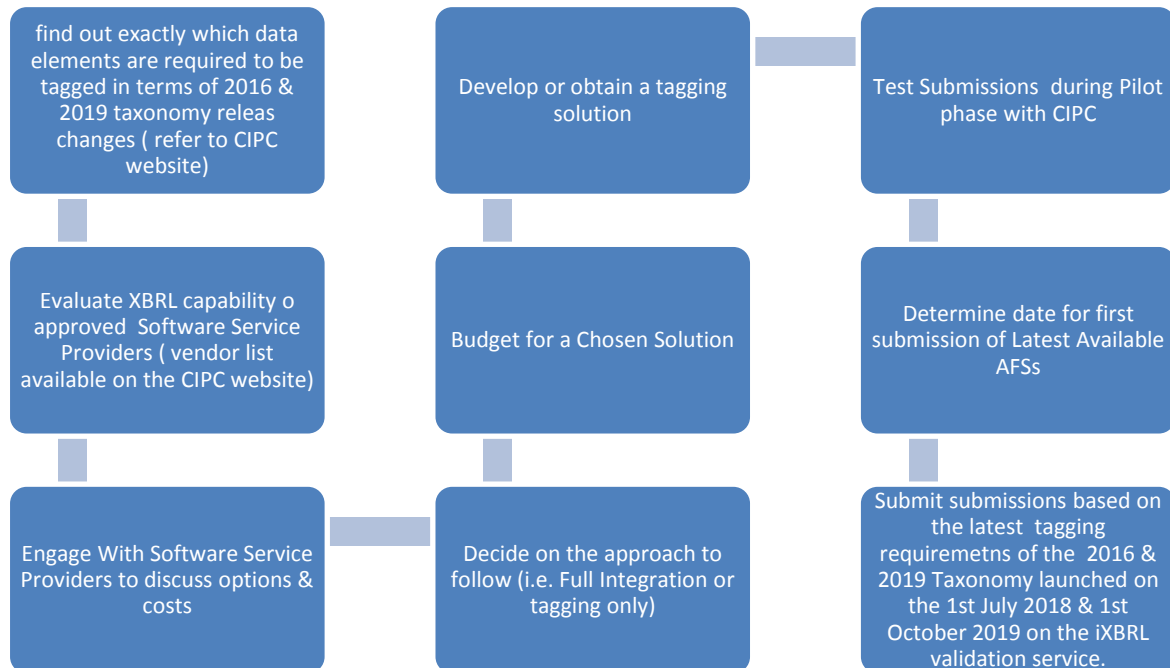 find out exactly which data
elements are required to be
tagged in terms of 2016 &
2019 taxonomy releas
changes ( refer to CIPC
website)
Evaluate XBRL capability o
approved Software Service
Providers ( vendor list
available on the CIPC website)
Engage With Software Service
Providers to discuss options &
costs
Decide on the approach to
follow (i.e. Full Integration or
tagging only)
Budget for a Chosen Solution
Develop or obtain a tagging
solution
Test Submissions during Pilot
phase with CIPC
Determine date for first
submission of Latest Available
AFSs
Submit submissions based on
the latest tagging
requiremetns of the 2016 &
2019 Taxonomy launched on
the 1st July 2018 & 1st
October 2019 on the iXBRL
validation service.